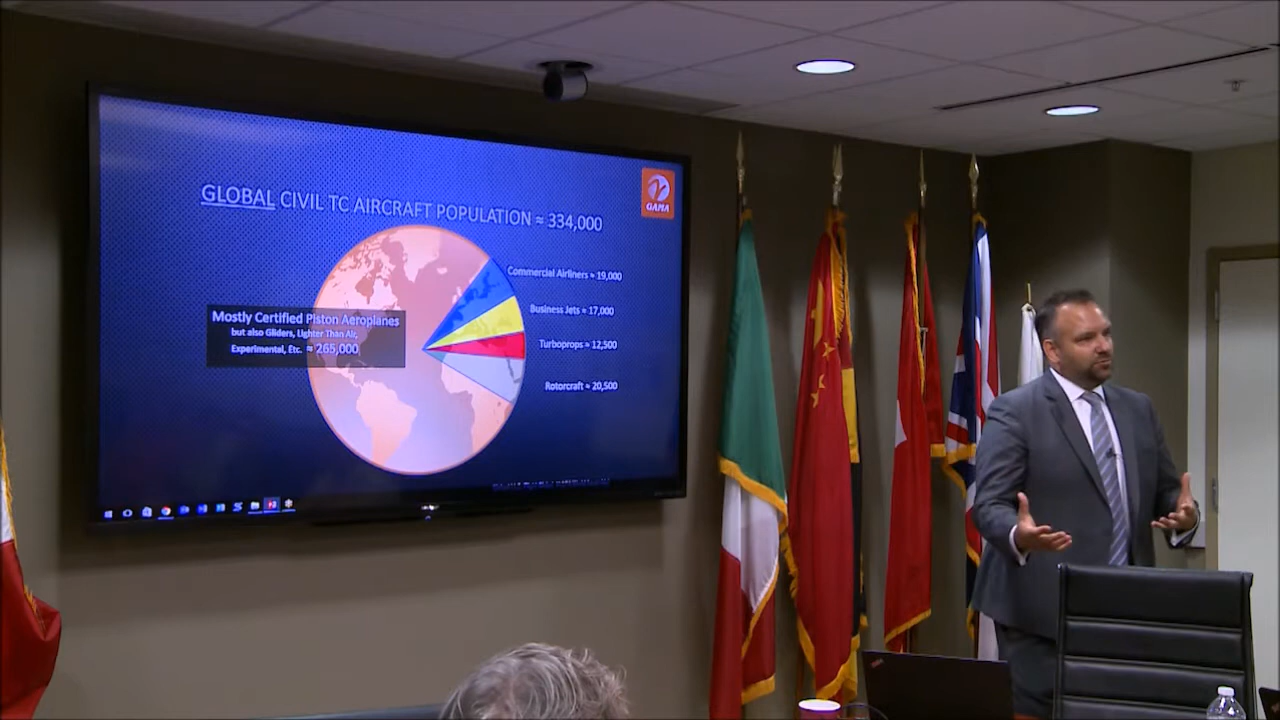 GLOBAL CIVIL TC AIRCRAFT POPULATION ≈ 334,000
GAMA
Commercial Airliners ≈ 19,000
Business Jets ≈ 17,000
Turboprops ≈ 12,500
Rotorcraft ≈ 20,500
Mostly Certified Piston Aeroplanes
but also Gliders, Lighter Than Air,
Experimental, Etc. ≈ 265,000